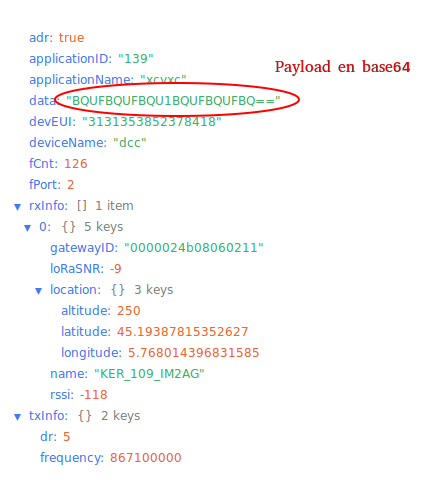 adr: true
applicationID: "139"
Payload en base64
applicationName: "xcvxc"
data: "BQUFBQUFBQU1BQUFBQUFBQ=="
devEUI: "3131353852378418"
deviceName: "dcc"
fCnt: 126
fPort: 2
▼ rxInfo: [] 1 item
▼ 0: {} 5 keys
gatewayID: "0000024b08060211"
loRaSNR: -9
▼ location: {} 3 keys
altitude: 250
latitude: 45.19387815352627
longitude: 5.768014396831585
name: "KER_109_IM2AG"
rssi: -118
▼ txInfo: {} 2 keys
dr: 5
frequency: 867100000